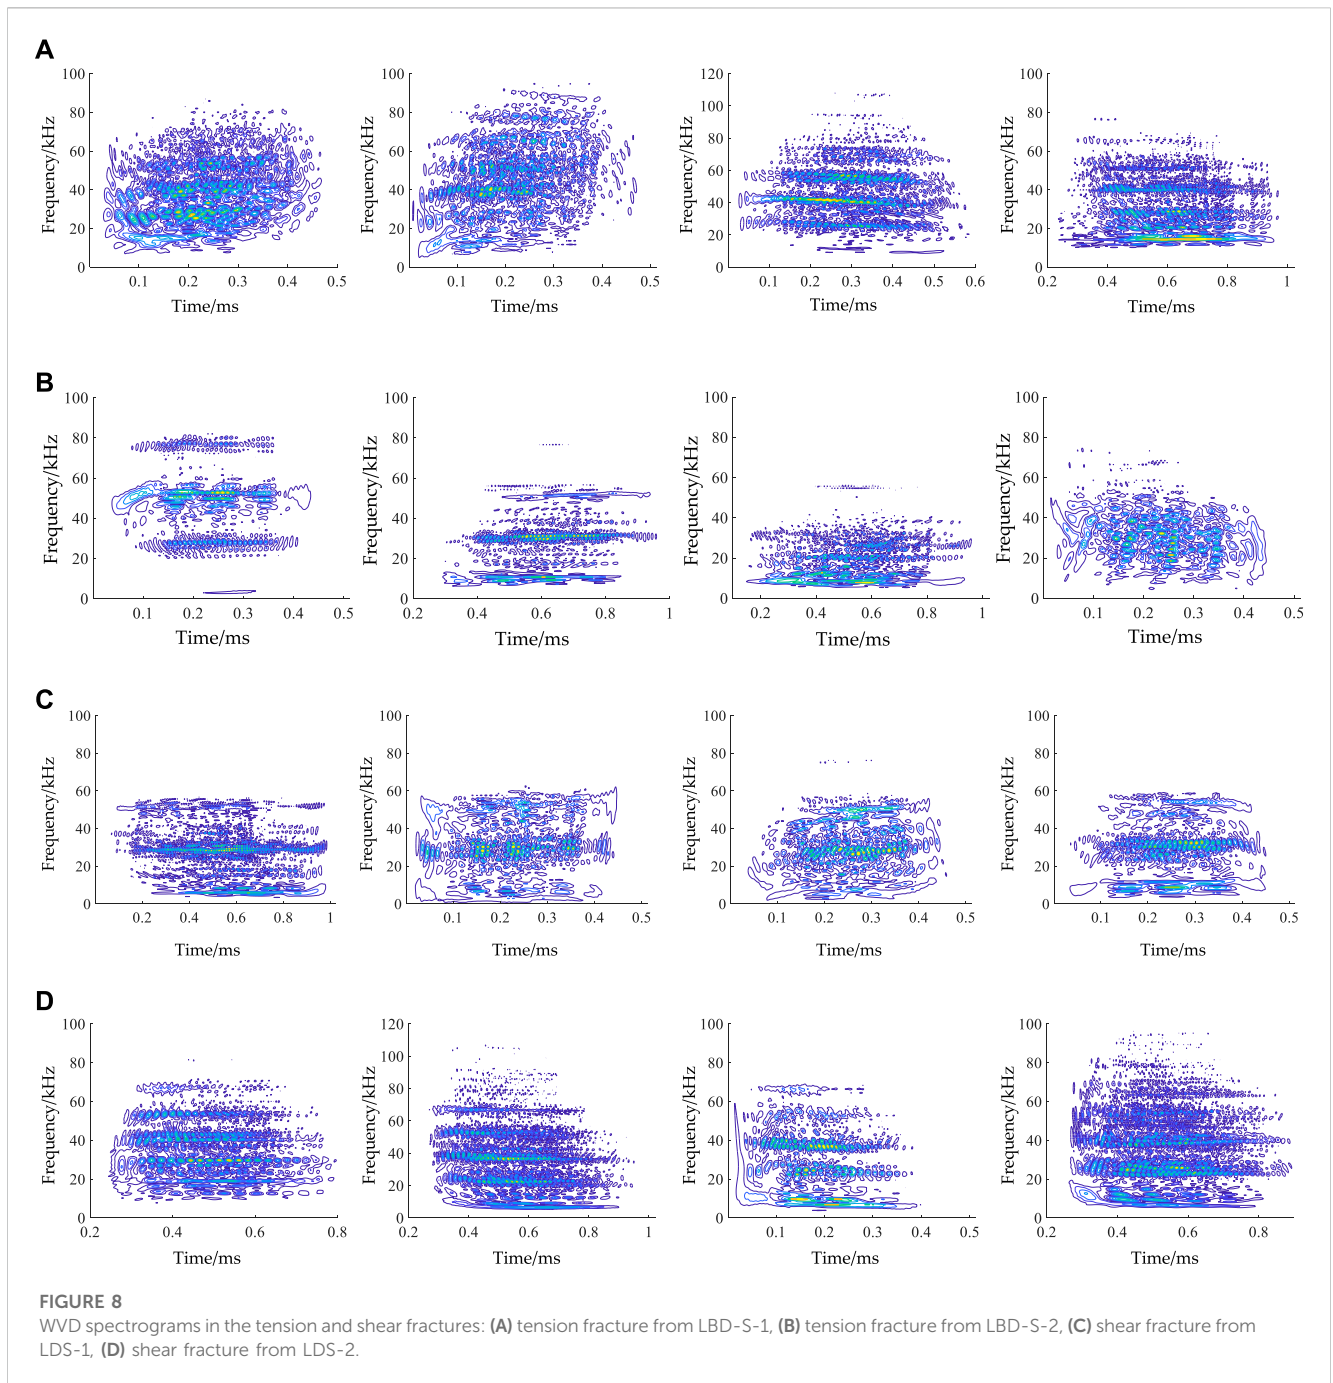 A
100
80
60
40
20
0
Frequency/kHz
0.1 0.2 0.3 0.4 0.5
Time/ms
100
80
60
40
20
0
Frequency/kHz
0.1 0.2 0.3 0.4 0.5
Time/ms
120
100
80
60
40
20
0
Frequency/kHz
0.1 0.2 0.3 0.4 0.5 0.6
Time/ms
100
80
60
40
20
0
Frequency/kHz
0.2 0.4 0.6 0.8 1
Time/ms
B
100
80
60
40
20
0
Frequency/kHz
0.1 0.2 0.3 0.4 0.5
Time/ms
100
80
60
40
20
0
Frequency/kHz
0.2 0.4 0.6 0.8 1
Time/ms
100
80
60
40
20
0
Frequency/kHz
0.2 0.4 0.6 0.8 1
Time/ms
100
80
60
40
20
0
Frequency/kHz
0.1 0.2 0.3 0.4 0.5
Time/ms
C
100
80
60
40
20
0
Frequency/kHz
0.2 0.4 0.6 0.8 1
Time/ms
100
80
60
40
20
0
Frequency/kHz
0.1 0.2 0.3 0.4 0.5
Time/ms
100
80
60
40
20
0
Frequency/kHz
0.1 0.2 0.3 0.4 0.5
Time/ms
100
80
60
40
20
0
Frequency/kHz
0.1 0.2 0.3 0.4 0.5
Time/ms
D
100
80
60
40
20
0
Frequency/kHz
0.2 0.3 0.4 0.5 0.6 0.7 0.8
Time/ms
120
100
80
60
40
20
0
Frequency/kHz
0.2 0.4 0.6 0.8 1
Time/ms
100
80
60
40
20
0
Frequency/kHz
0.1 0.2 0.3 0.4 0.5
Time/ms
100
80
60
40
20
0
Frequency/kHz
0.2 0.4 0.6 0.8
Time/ms
FIGURE 8
WVD spectrograms in the tension and shear fractures: (A) tension fracture from LBD-S-1, (B) tension fracture from LBD-S-2, (C) shear fracture from
LDS-1, (D) shear fracture from LDS-2.